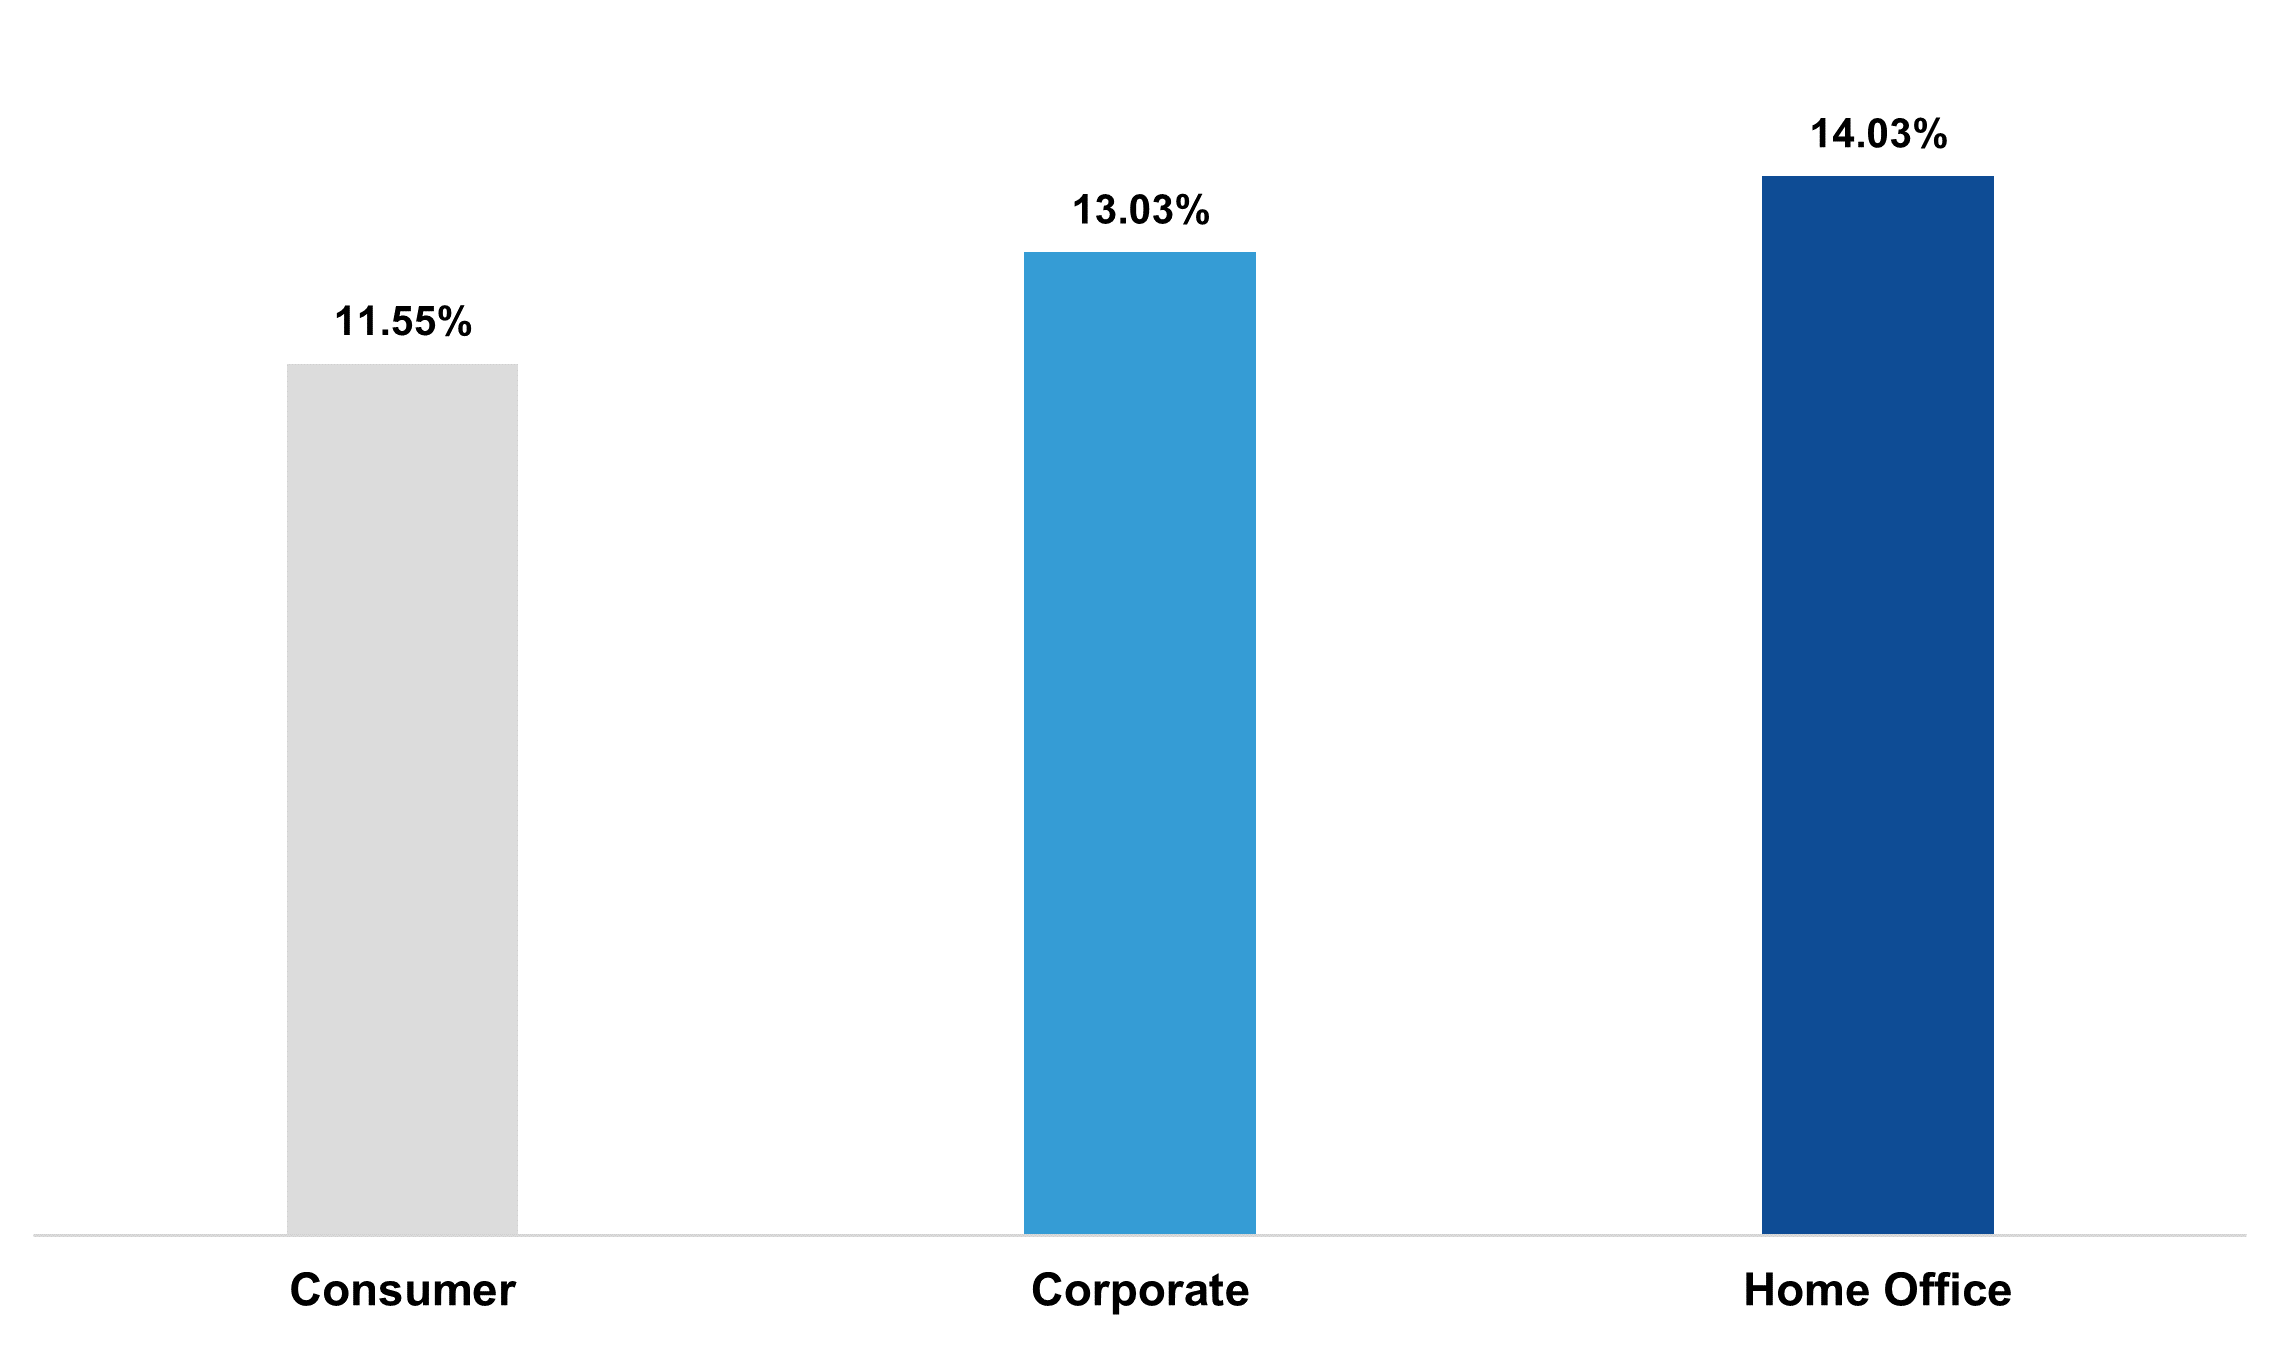 14.03%
13.03%
11.55%
Consumer
Corporate
Home Office